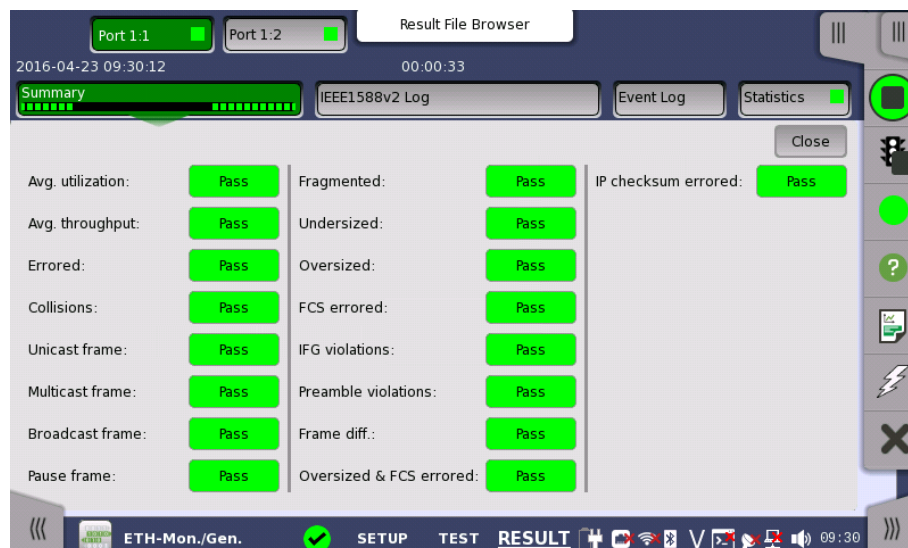 Port 1:1
Port 1:2
Result File Browser
2016-04-23 09:30:12
00:00:33
Summary
IEEE1588v2 Log
Event Log
Statistics
Close
Avg. utilization: Pass
Fragmented: Pass
IP checksum errored: Pass
Avg. throughput: Pass
Undersized: Pass
Errored: Pass
Oversized: Pass
Collisions: Pass
FCS errored: Pass
Unicast frame: Pass
IFG violations: Pass
Multicast frame: Pass
Preamble violations: Pass
Broadcast frame: Pass
Frame diff.: Pass
Pause frame: Pass
Oversized & FCS errored: Pass
ETH-Mon./Gen.
SETUP
TEST
RESULT
V
09:30